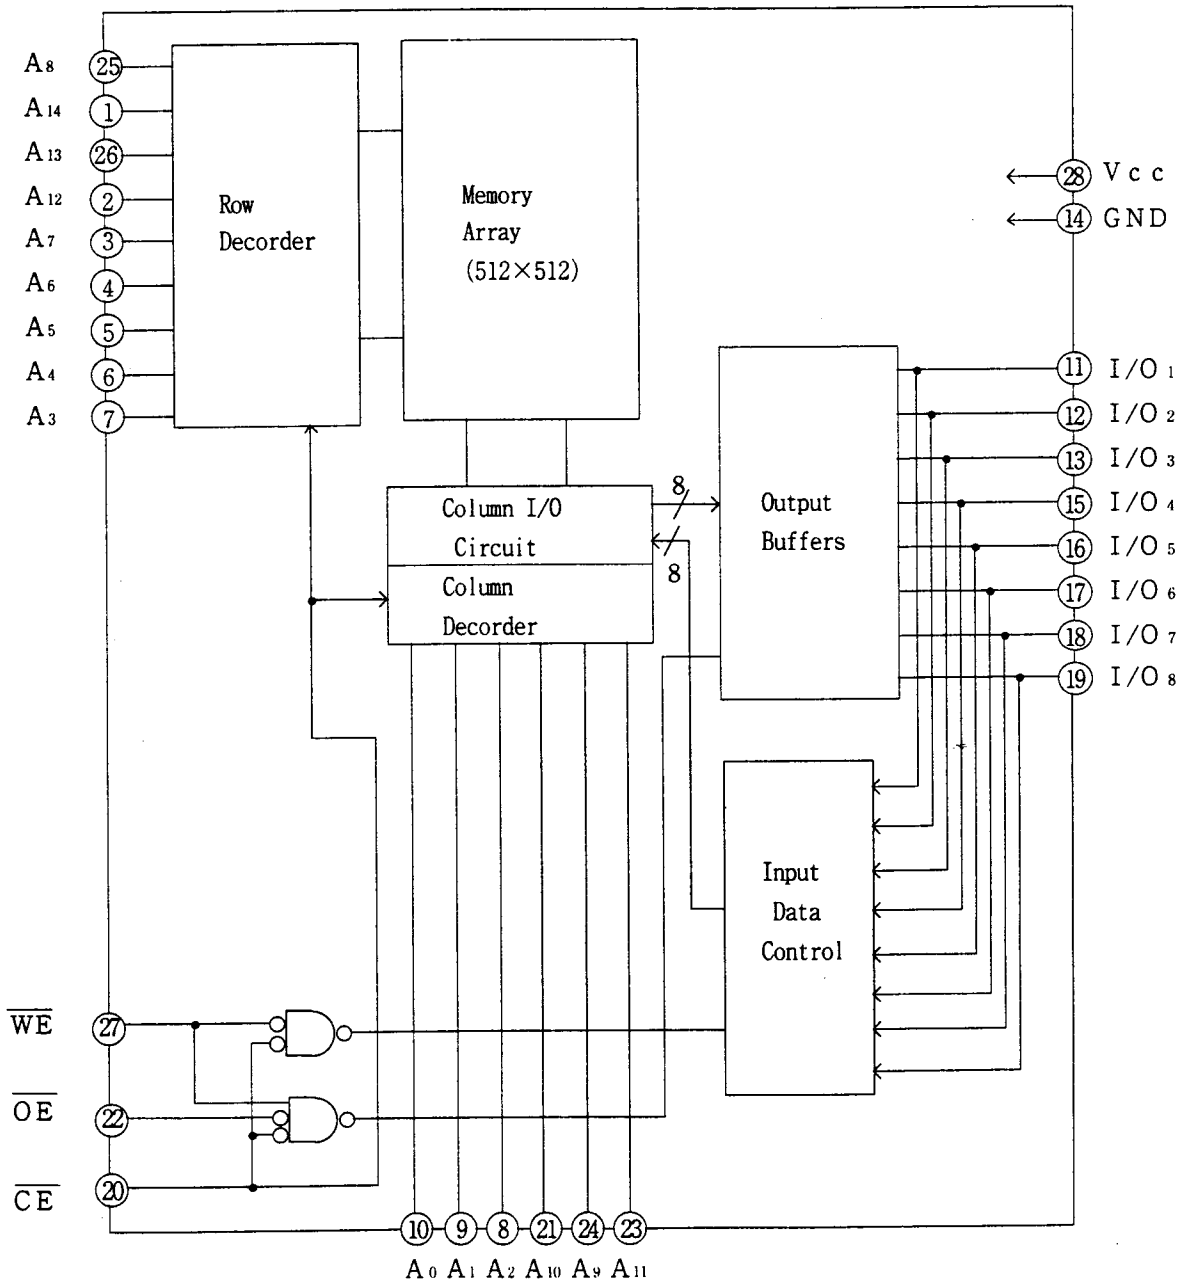 A8 25
A14 1
A13 26
A12 2
A7 3
A6 4
A5 5
A4 6
A3 7
Row
Decorder
Memory
Array
(512×512)
28 Vcc
14 GND
Column I/O
Circuit
Column
Decorder
8
8
Output
Buffers
11 I/O1
12 I/O2
13 I/O3
15 I/O4
16 I/O5
17 I/O6
18 I/O7
19 I/O8
Input
Data
Control
W̅E̅ 27
O̅E̅ 22
C̅E̅ 20
10 9 8 21 24 23
A0 A1 A2 A10 A9 A11